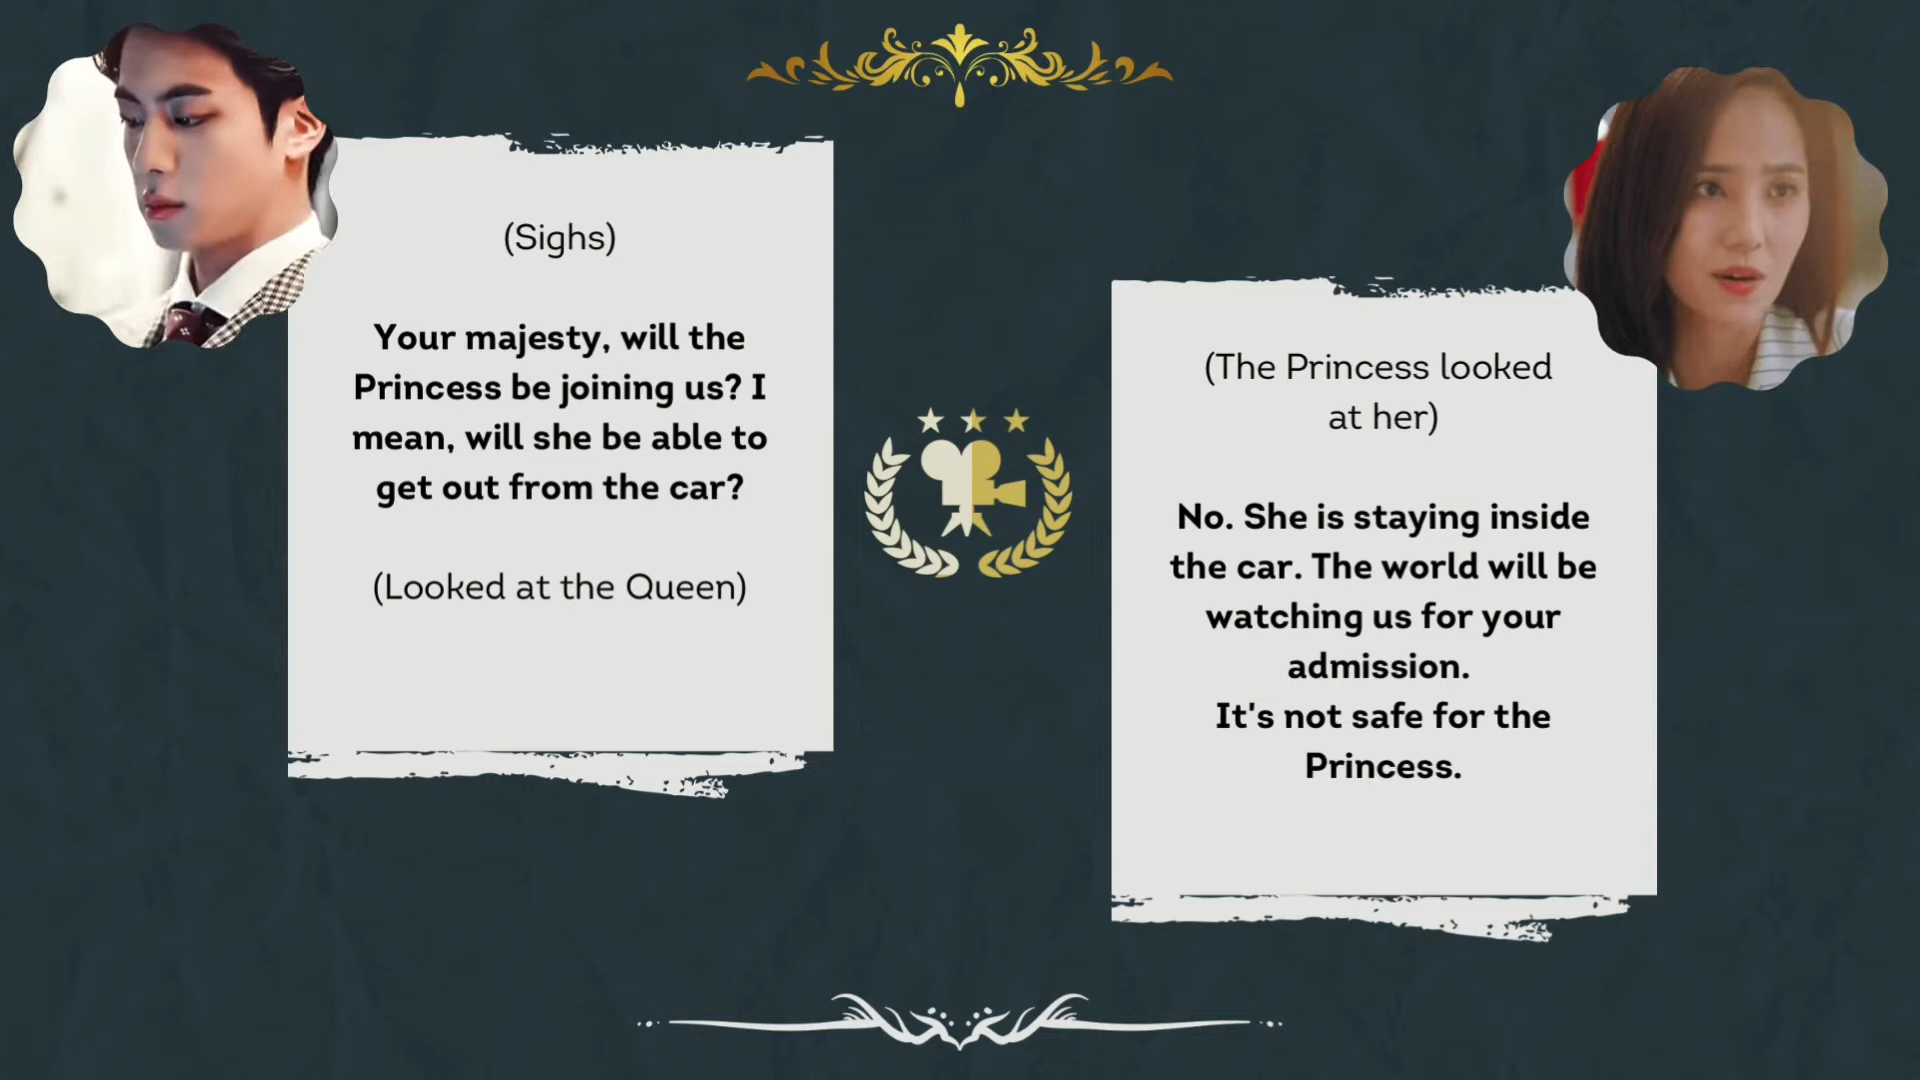 (Sighs)
Your majesty, will the
Princess be joining us? I
mean, will she be able to
get out from the car?
(Looked at the Queen)
(The Princess looked
at her)
No. She is staying inside
the car. The world will be
watching us for your
admission.
It's not safe for the
Princess.